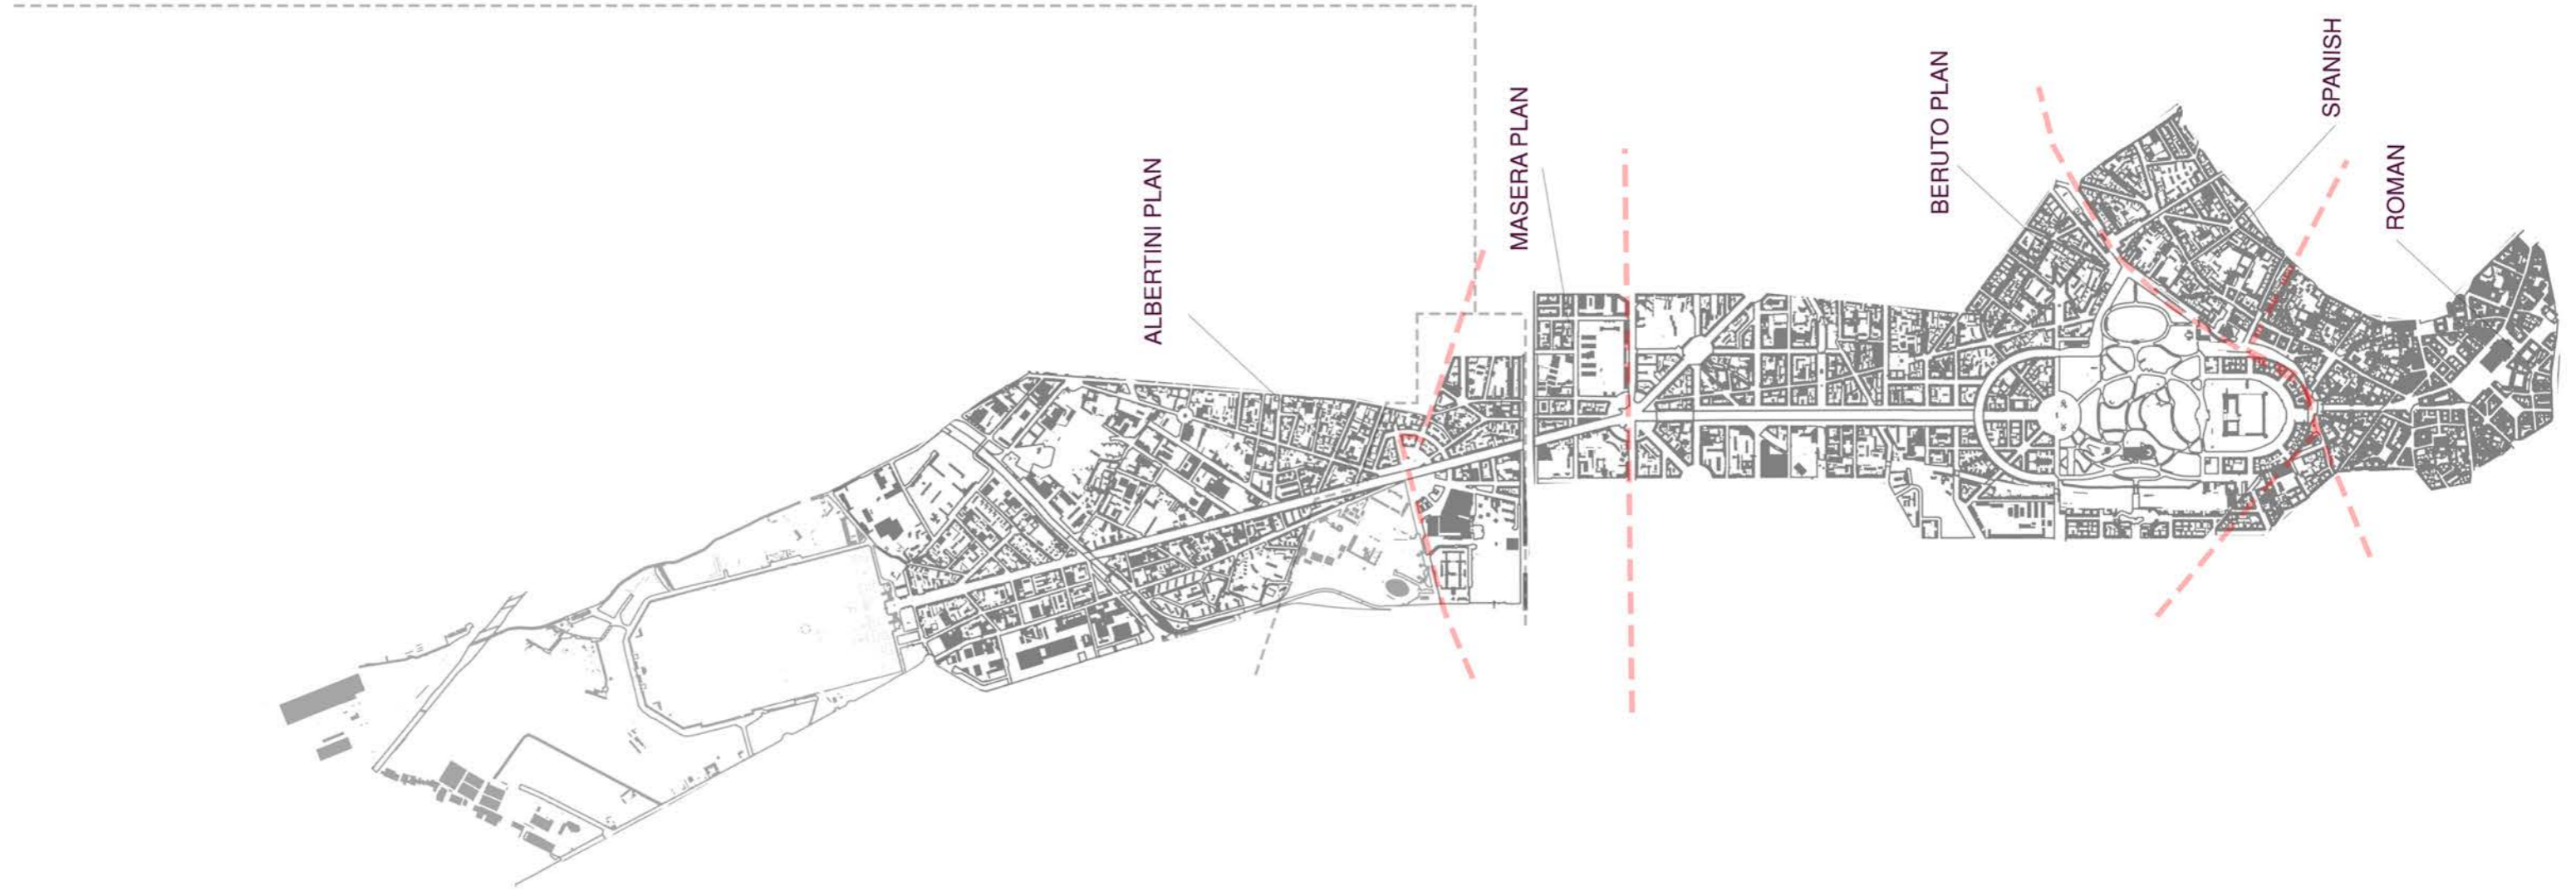 ALBERTINI PLAN
MASERA PLAN
BERUTO PLAN
SPANISH
ROMAN